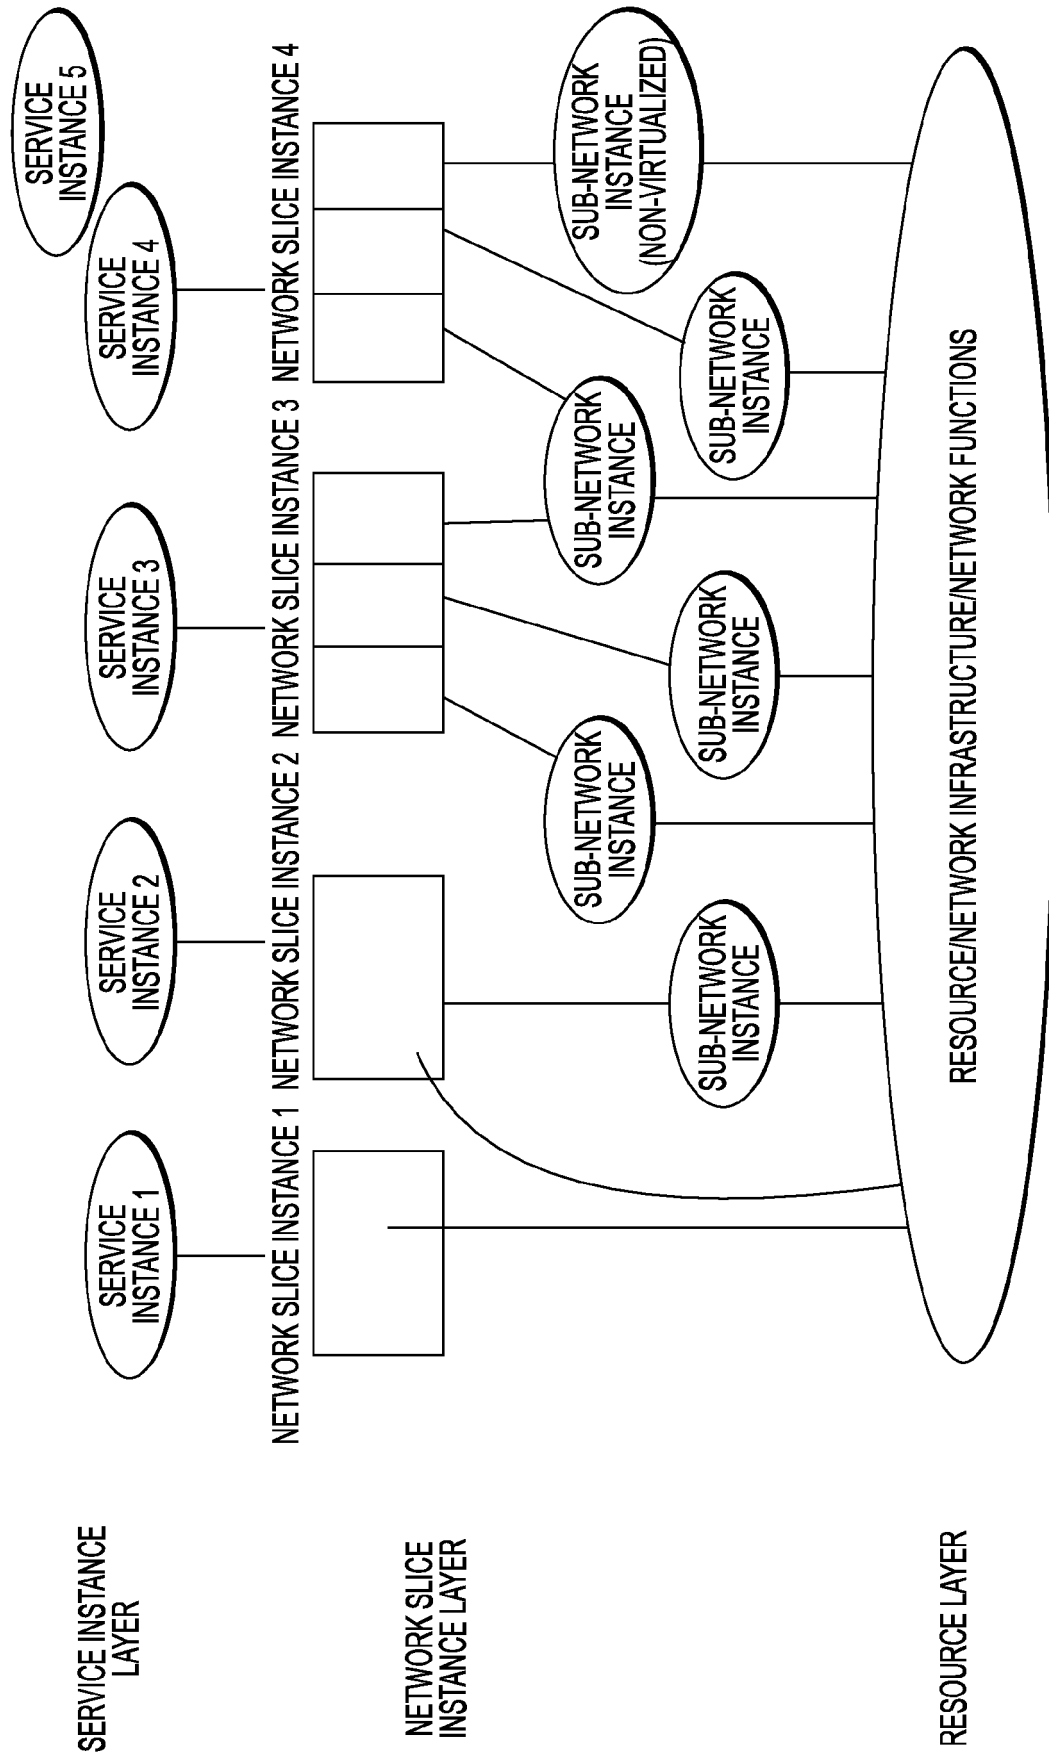 SERVICE INSTANCE
LAYER
SERVICE
INSTANCE 1
SERVICE
INSTANCE 2
SERVICE
INSTANCE 3
SERVICE
INSTANCE 4
SERVICE
INSTANCE 5
NETWORK SLICE INSTANCE 1
NETWORK SLICE INSTANCE 2
NETWORK SLICE INSTANCE 3
NETWORK SLICE INSTANCE 4
NETWORK SLICE
INSTANCE LAYER
SUB-NETWORK
INSTANCE
SUB-NETWORK
INSTANCE
SUB-NETWORK
INSTANCE
SUB-NETWORK
INSTANCE
SUB-NETWORK
INSTANCE
SUB-NETWORK
INSTANCE
(NON-VIRTUALIZED)
RESOURCE LAYER
RESOURCE/NETWORK INFRASTRUCTURE/NETWORK FUNCTIONS